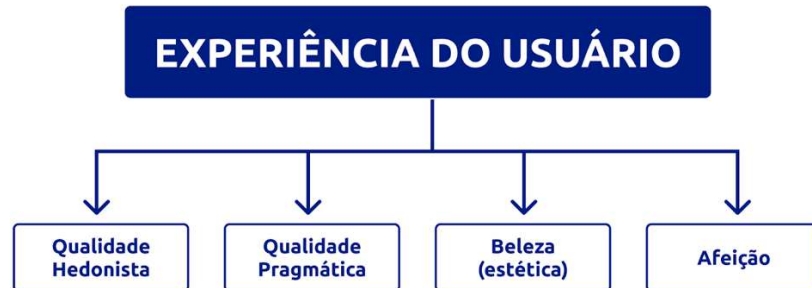 EXPERIÊNCIA DO USUÁRIO
Qualidade
Hedonista
Qualidade
Pragmática
Beleza
(estética)
Afeição